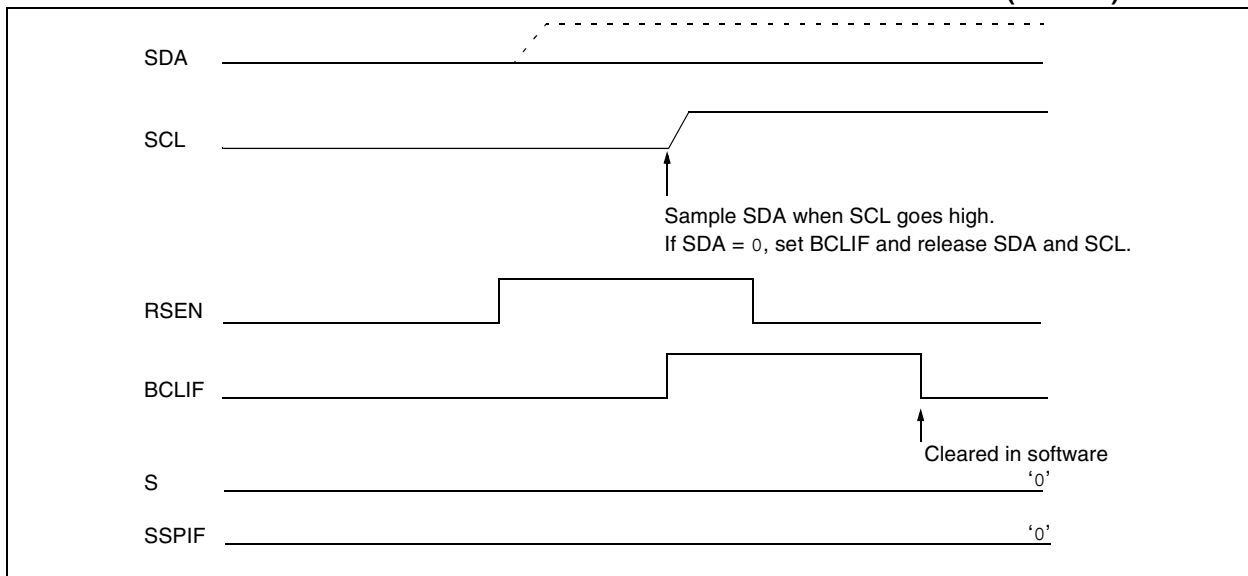 SDA
SCL
Sample SDA when SCL goes high.
If SDA = 0, set BCLIF and release SDA and SCL.
RSEN
BCLIF
Cleared in software
S
‘0’
SSPIF
‘0’